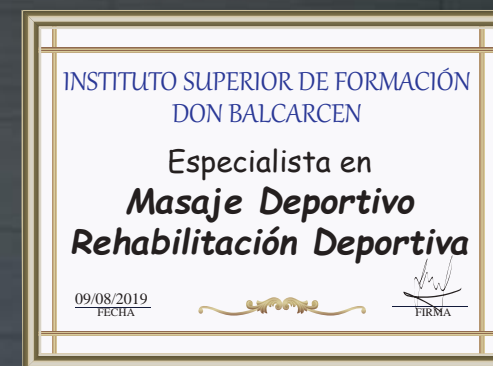 INSTITUTO SUPERIOR DE FORMACIÓN
DON BALCARCEN
Especialista en
Masaje Deportivo
Rehabilitación Deportiva
09/08/2019
FECHA
FIRMA